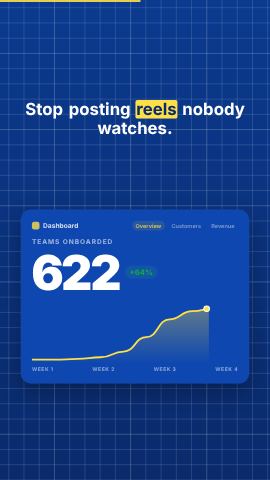 Stop posting reels nobody
watches.
Dashboard
Overview Customers Revenue
TEAMS ONBOARDED
622 +64%
WEEK 1 WEEK 2 WEEK 3 WEEK 4